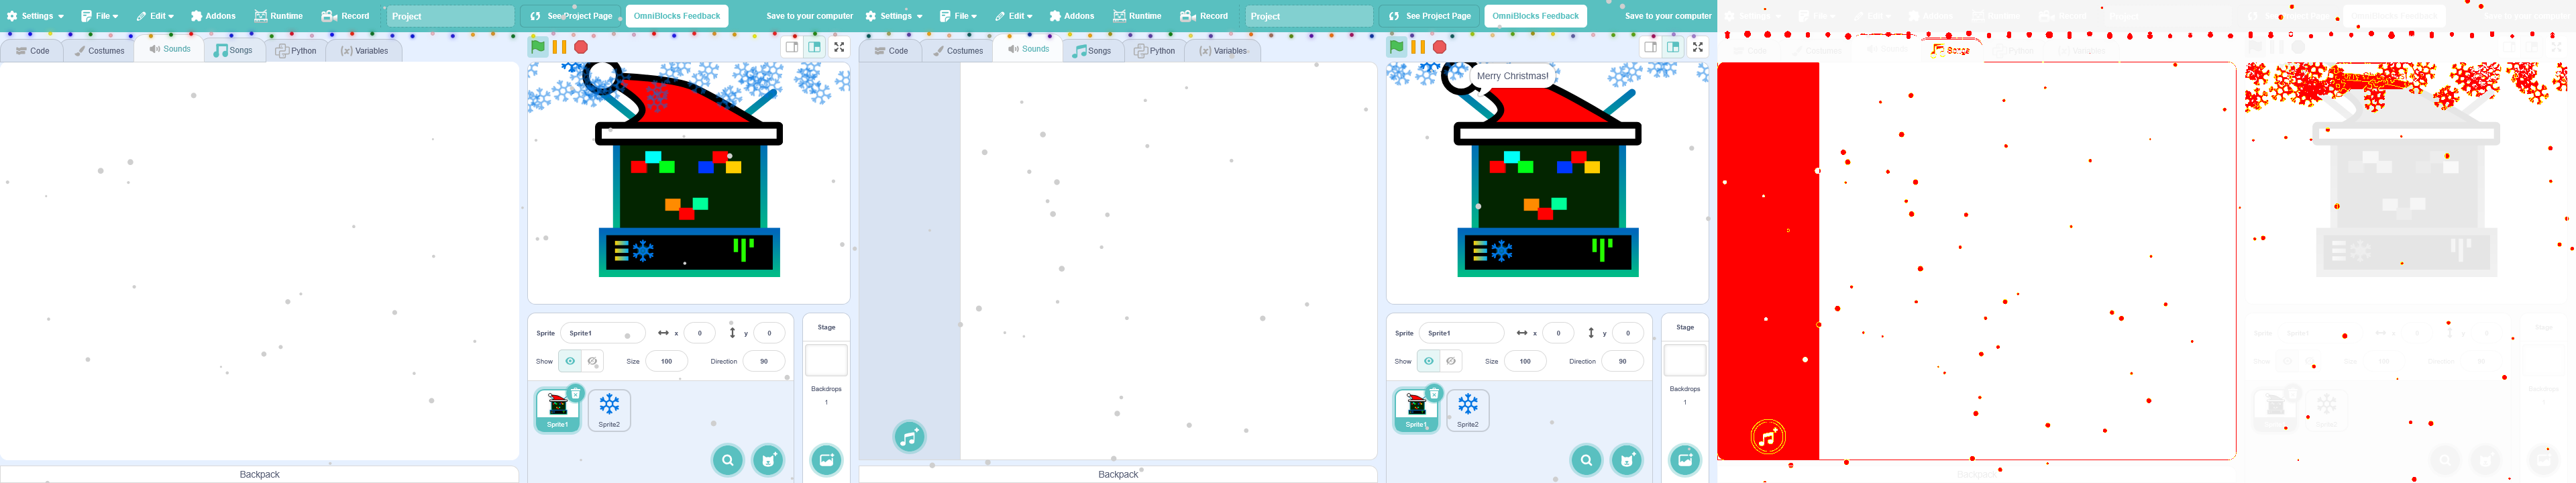 Settings File Edit Addons Runtime Record Project See Project Page OmniBlocks Feedback Save to your computer
Code Costumes Sounds Songs Python Variables
Sprite Sprite1 x 0 y 0
Show Size 100 Direction 90
Stage
Backdrops
1
Sprite1 Sprite2
Backpack
Settings File Edit Addons Runtime Record Project See Project Page OmniBlocks Feedback Save to your computer
Code Costumes Sounds Songs Python Variables
Merry Christmas!
Sprite Sprite1 x 0 y 0
Show Size 100 Direction 90
Stage
Backdrops
1
Sprite1 Sprite2
Backpack
Songs
Backpack